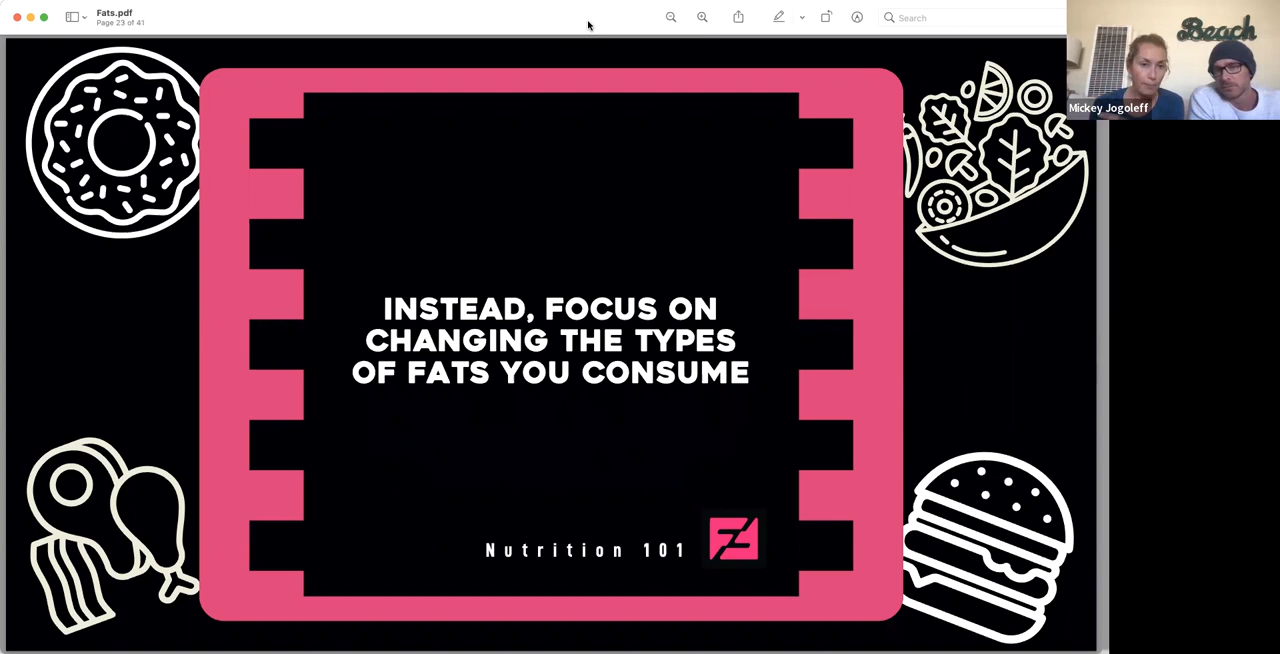 Fats.pdf
Page 23 of 41
Search
Beach
Mickey Jogoleff
INSTEAD, FOCUS ON
CHANGING THE TYPES
OF FATS YOU CONSUME
Nutrition 101